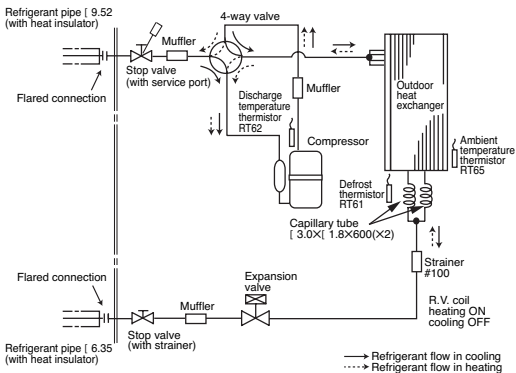 Refrigerant pipe [ 9.52
(with heat insulator)
4-way valve
Muffler
Stop valve
(with service port)
Flared connection
Muffler
Discharge
temperature
thermistor
RT62
Compressor
Outdoor
heat
exchanger
Ambient
temperature
thermistor
RT65
Defrost
thermistor
RT61
Capillary tube
[ 3.0×[ 1.8×600(×2)
Strainer
#100
Flared connection
Expansion
valve
Muffler
R.V. coil
heating ON
cooling OFF
Stop valve
(with strainer)
Refrigerant pipe [ 6.35
(with heat insulator)
Refrigerant flow in cooling
Refrigerant flow in heating